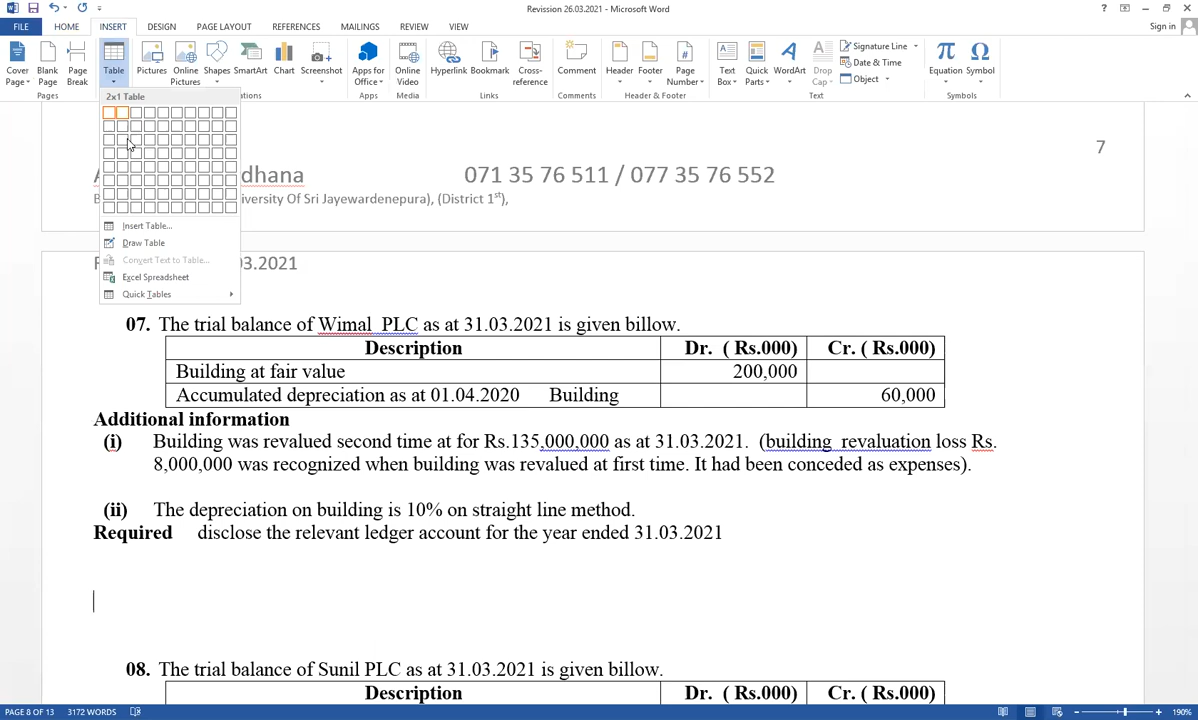 Revission 26.03.2021 - Microsoft Word
Sign in
FILE HOME INSERT DESIGN PAGE LAYOUT REFERENCES MAILINGS REVIEW VIEW
Cover Page Blank Page Page Break
Pages
Table
Pictures Online Pictures Shapes SmartArt Chart Screenshot
Apps for Office
Apps
Online Video
Media
Hyperlink Bookmark Cross-reference
Links
Comment
Comments
Header Footer Page Number
Header & Footer
Text Box Quick Parts WordArt Drop Cap
Signature Line
Date & Time
Object
Text
Equation Symbol
Symbols
2x1 Table
Insert Table...
Draw Table
Convert Text to Table...
Excel Spreadsheet
Quick Tables
7
dhana 071 35 76 511 / 077 35 76 552
iversity Of Sri Jayewardenepura), (District 1st),
3.2021
07. The trial balance of Wimal PLC as at 31.03.2021 is given billow.
Description Dr. ( Rs.000) Cr. ( Rs.000)
Building at fair value 200,000
Accumulated depreciation as at 01.04.2020 Building 60,000
Additional information
(i) Building was revalued second time at for Rs.135,000,000 as at 31.03.2021. (building revaluation loss Rs.
8,000,000 was recognized when building was revalued at first time. It had been conceded as expenses).
(ii) The depreciation on building is 10% on straight line method.
Required disclose the relevant ledger account for the year ended 31.03.2021
08. The trial balance of Sunil PLC as at 31.03.2021 is given billow.
Description Dr. ( Rs.000) Cr. ( Rs.000)
PAGE 8 OF 13 3172 WORDS
190%